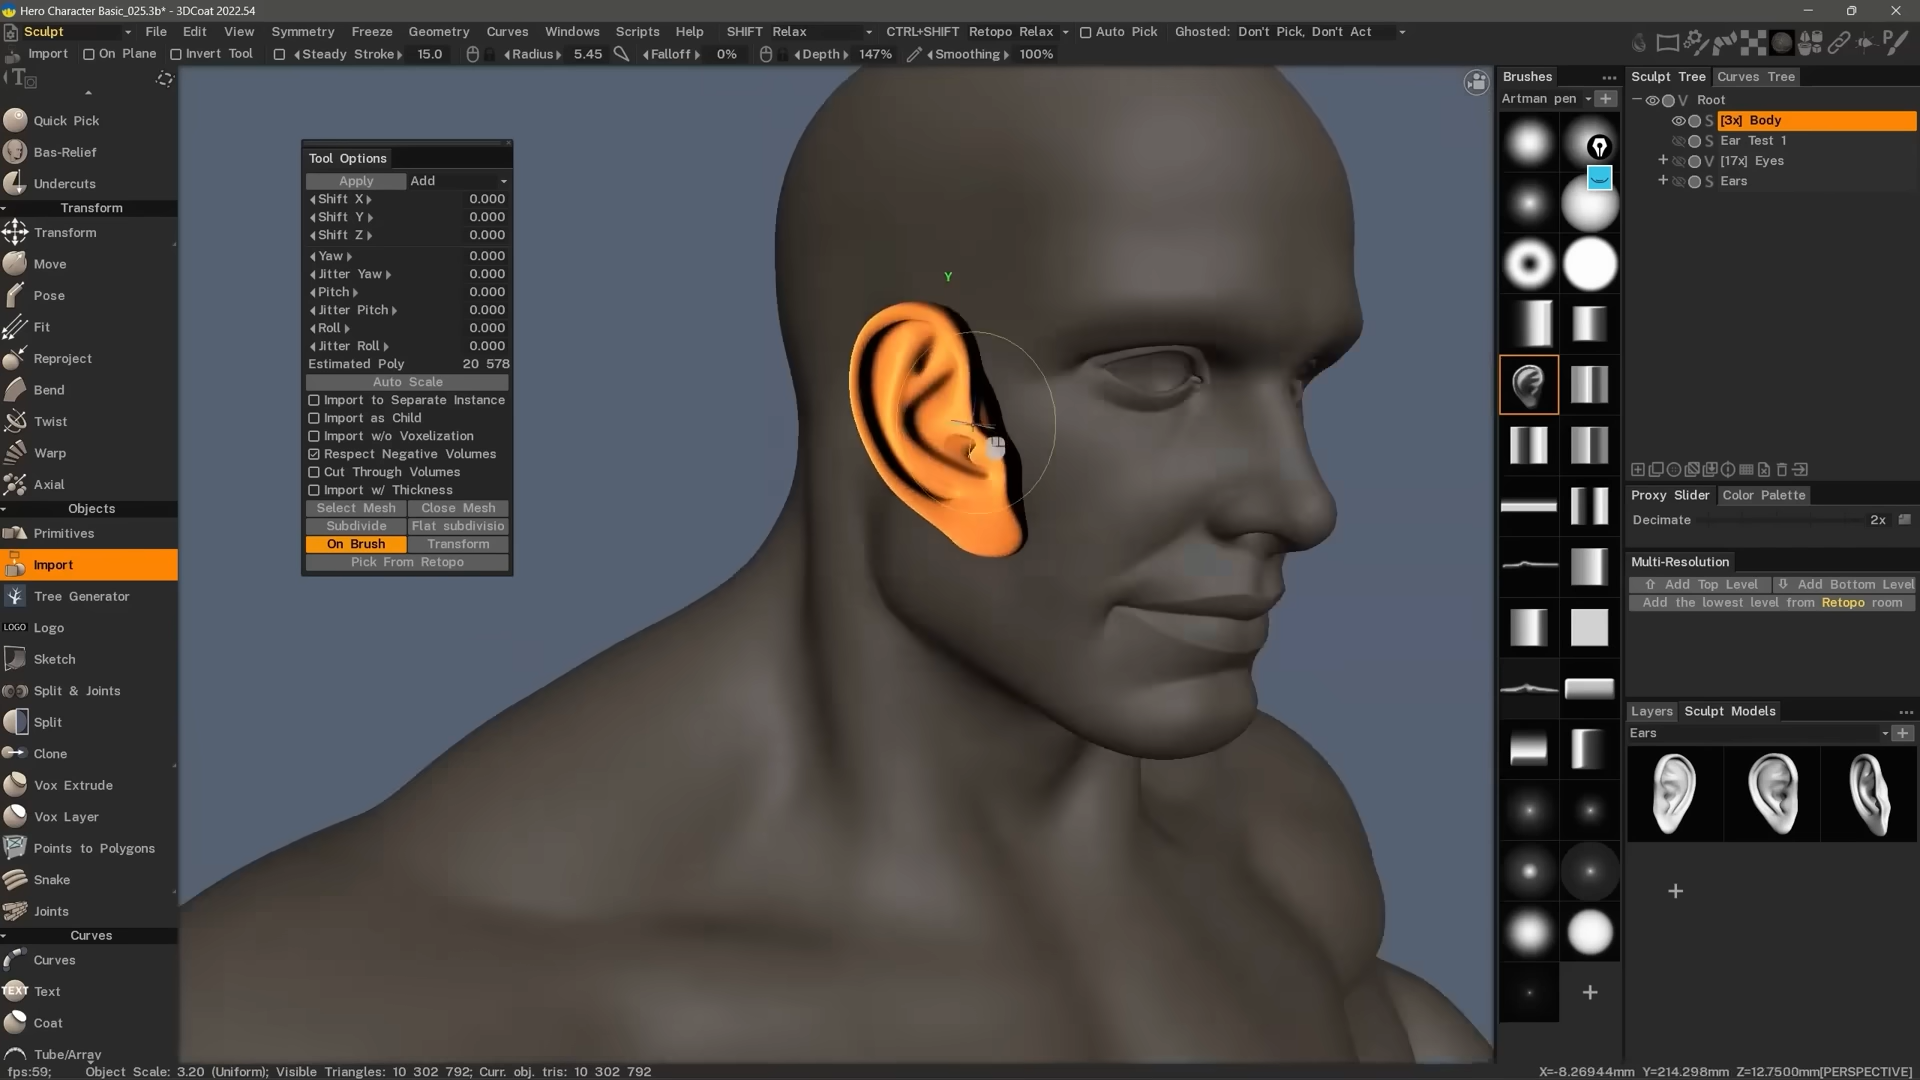 Hero Character Basic_025.3b* - 3DCoat 2022.54
Sculpt File Edit View Symmetry Freeze Geometry Curves Windows Scripts Help SHIFT Relax CTRL+SHIFT Retopo Relax Auto Pick Ghosted: Don't Pick, Don't Act
Import On Plane Invert Tool Steady Stroke 15.0 Radius 5.45 Falloff 0% Depth 147% Smoothing 100%
Quick Pick
Bas-Relief
Undercuts
Transform
Transform
Move
Pose
Fit
Reproject
Bend
Twist
Warp
Axial
Objects
Primitives
Import
Tree Generator
LOGO Logo
Sketch
Split & Joints
Split
Clone
Vox Extrude
Vox Layer
Points to Polygons
Snake
Joints
Curves
Curves
TEXT Text
Coat
Tube/Array
Tool Options
Apply Add
Shift X 0.000
Shift Y 0.000
Shift Z 0.000
Yaw 0.000
Jitter Yaw 0.000
Pitch 0.000
Jitter Pitch 0.000
Roll 0.000
Jitter Roll 0.000
Estimated Poly 20 578
Auto Scale
Import to Separate Instance
Import as Child
Import w/o Voxelization
Respect Negative Volumes
Cut Through Volumes
Import w/ Thickness
Select Mesh Close Mesh
Subdivide Flat subdivisio
On Brush Transform
Pick From Retopo
Y
Brushes
Artman pen
Sculpt Tree Curves Tree
V Root
S [3x] Body
S Ear Test 1
V [17x] Eyes
S Ears
Proxy Slider Color Palette
Decimate 2x
Multi-Resolution
Add Top Level Add Bottom Level
Add the lowest level from Retopo room
Layers Sculpt Models
Ears
fps:59; Object Scale: 3.20 (Uniform); Visible Triangles: 10 302 792; Curr. obj. tris: 10 302 792
X=-8.26944mm Y=214.298mm Z=12.7500mm[PERSPECTIVE]